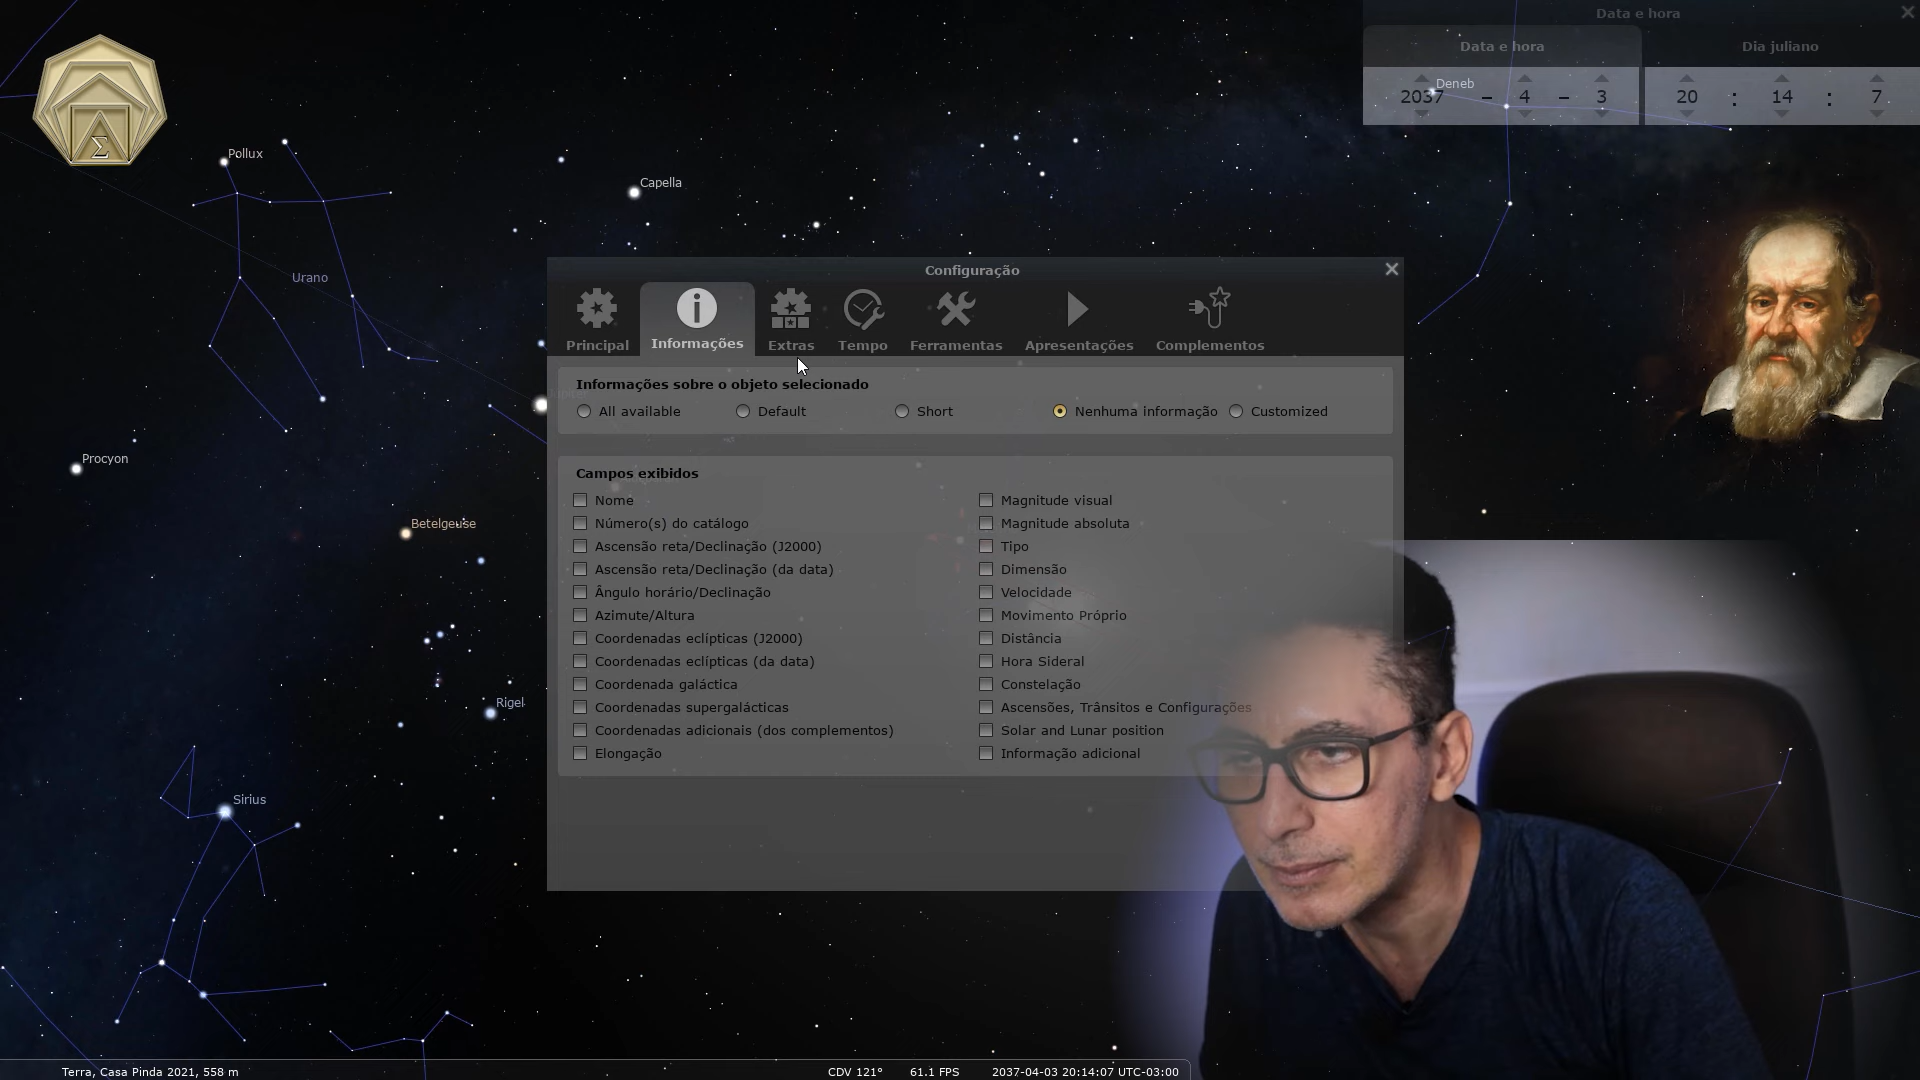 Data e hora
Data e hora
Dia juliano
2037 - 4 - 3
20 : 14 : 7
Deneb
Σ
Pollux
Capella
Urano
Configuração
Principal
Informações
Extras
Tempo
Ferramentas
Apresentações
Complementos
Informações sobre o objeto selecionado
All available
Default
Short
Nenhuma informação
Customized
Procyon
Betelgeuse
Rigel
Sirius
Campos exibidos
Nome
Número(s) do catálogo
Ascensão reta/Declinação (J2000)
Ascensão reta/Declinação (da data)
Ângulo horário/Declinação
Azimute/Altura
Coordenadas eclípticas (J2000)
Coordenadas eclípticas (da data)
Coordenada galáctica
Coordenadas supergalácticas
Coordenadas adicionais (dos complementos)
Elongação
Magnitude visual
Magnitude absoluta
Tipo
Dimensão
Velocidade
Movimento Próprio
Distância
Hora Sideral
Constelação
Ascensões, Trânsitos e Configurações
Solar and Lunar position
Informação adicional
Terra, Casa Pinda 2021, 558 m
CDV 121°
61.1 FPS
2037-04-03 20:14:07 UTC-03:00